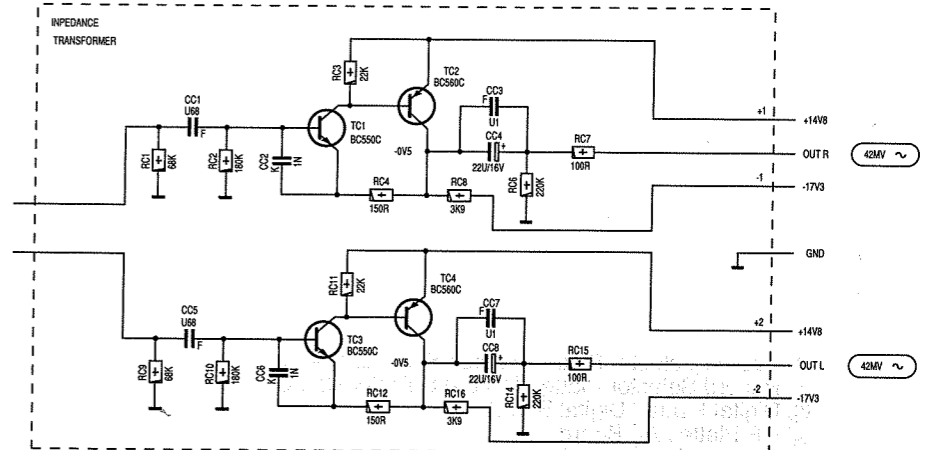 INPEDANCE
TRANSFORMER
RC3
22K
TC2
BC560C
CC1
U68
F
TC1
BC550C
CC3
F
U1
CC4
+
22U/16V
RC7
100R
+1
+14V8
OUT R
42MV ~
-1
-17V3
RC1
68K
RC2
180K
CC2
K
1N
-0V5
RC4
150R
RC8
3K9
RC6
220K
GND
RC11
22K
TC4
BC560C
CC5
U68
F
TC3
BC550C
CC7
F
U1
CC8
+
22U/16V
RC15
100R
+2
+14V8
OUT L
42MV ~
-2
-17V3
RC9
68K
RC10
180K
CC6
K
1N
-0V5
RC12
150R
RC16
3K9
RC14
220K